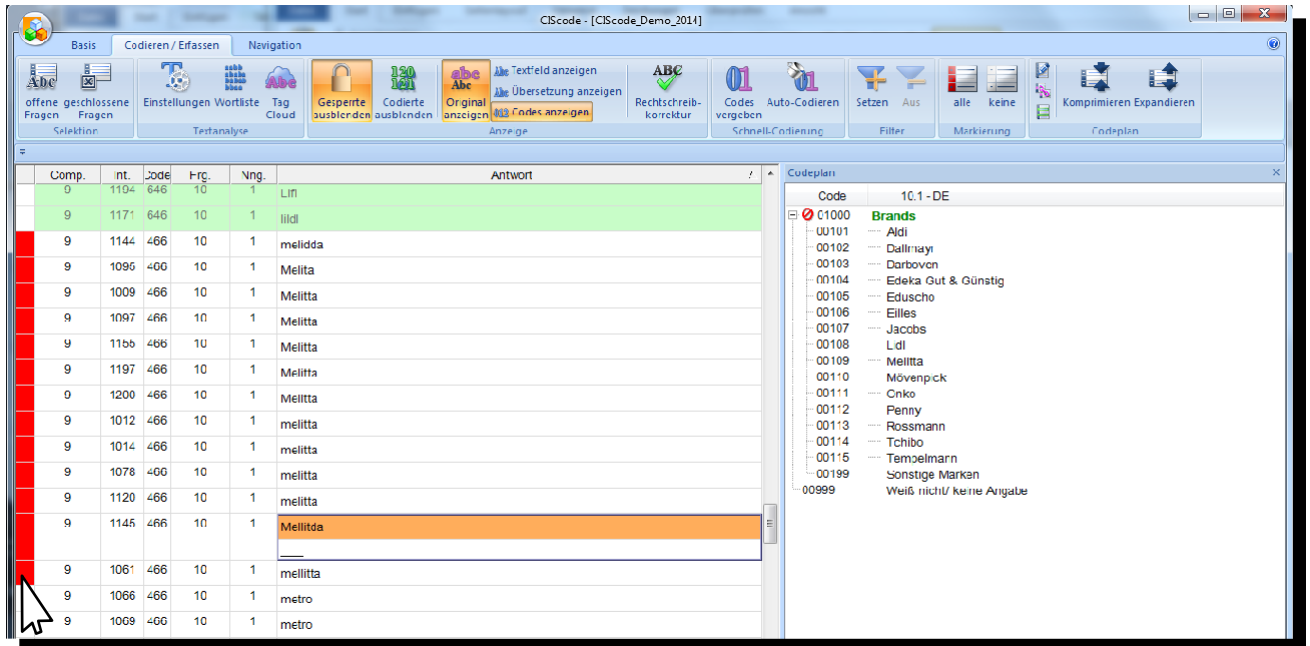 CIScode - [CIScode_Demo_2014]
Basis Codieren / Erfassen Navigation
offene Fragen geschlossene Fragen Einstellungen Wortliste Tag Cloud Gesperrte ausblenden Codierte ausblenden Original anzeigen Abc Textfeld anzeigen Abc Übersetzung anzeigen 012 Codes anzeigen Rechtschreib-korrektur Codes vergeben Auto-Codieren Setzen Aus alle keine Komprimieren Expandieren
Selektion Textanalyse Anzeige Schnell-Codierung Filter Markierung Codeplan
Comp. Int. Code Frg. Nng. Antwort /
9 1194 646 10 1 Lifl
9 1171 646 10 1 lildl
9 1144 466 10 1 melidda
9 1095 466 10 1 Melita
9 1009 466 10 1 Melitta
9 1097 466 10 1 Melitta
9 1155 466 10 1 Melitta
9 1197 466 10 1 Melitta
9 1200 466 10 1 Melitta
9 1012 466 10 1 melitta
9 1014 466 10 1 melitta
9 1078 466 10 1 melitta
9 1120 466 10 1 melitta
9 1145 466 10 1 Mellitda
9 1061 466 10 1 mellitta
9 1066 466 10 1 metro
9 1069 466 10 1 metro
Codeplan
Code 10.1 - DE
01000 Brands
00101 Aldi
00102 Dallmayr
00103 Darboven
00104 Edeka Gut & Günstig
00105 Eduscho
00106 Eilles
00107 Jacobs
00108 Lidl
00109 Melitta
00110 Mövenpick
00111 Onko
00112 Penny
00113 Rossmann
00114 Tchibo
00115 Tempelmann
00199 Sonstige Marken
00999 Weiß nicht/ keine Angabe